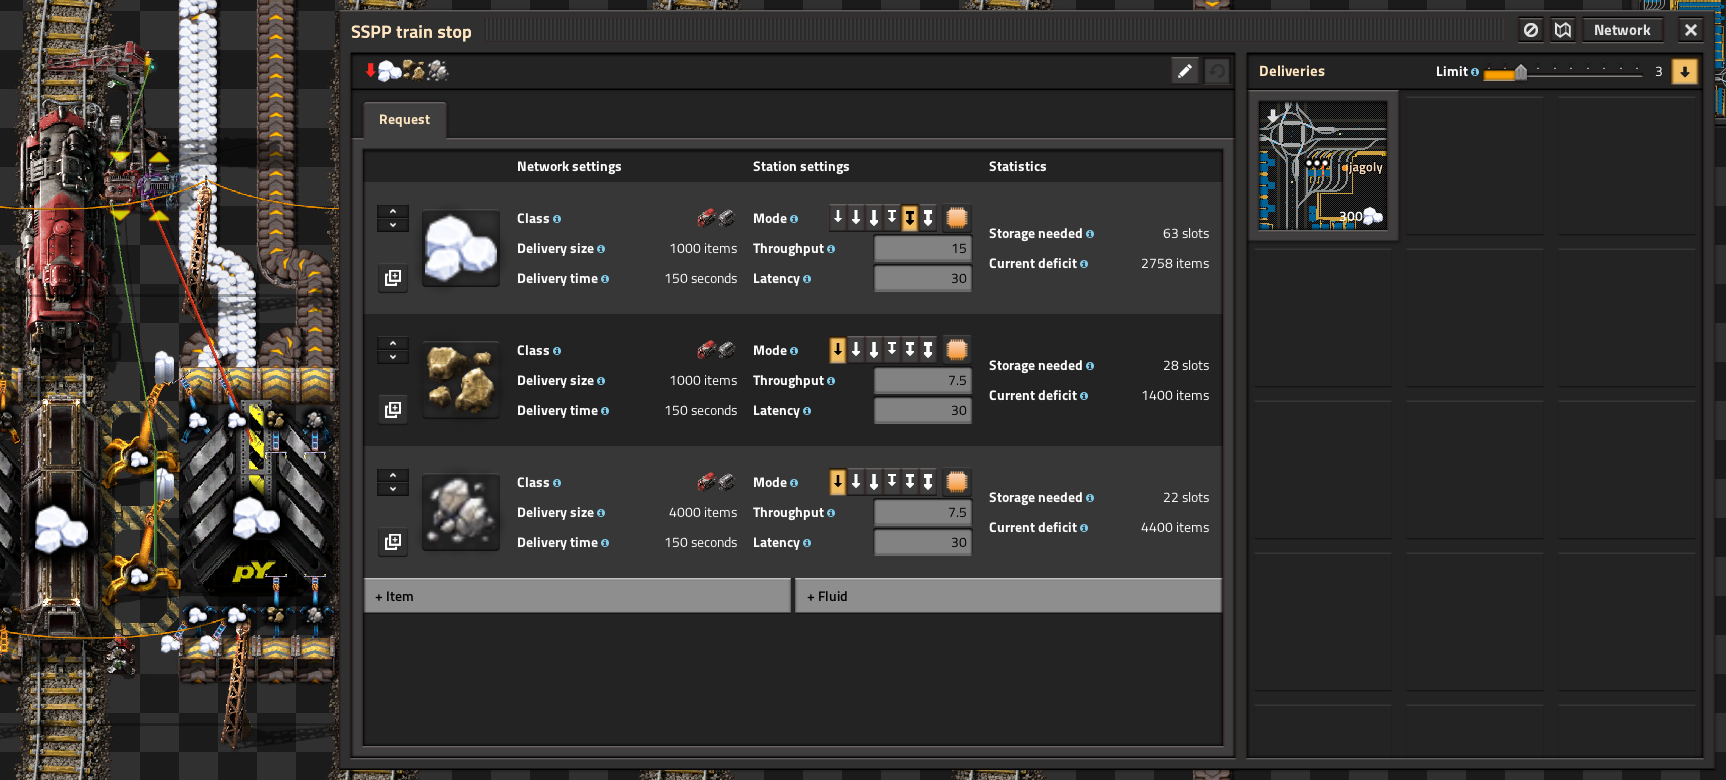 SSPP train stop
Network
Request
Network settings Station settings Statistics
Class Mode
Delivery size 1000 items Throughput 15
Delivery time 150 seconds Latency 30
Storage needed 63 slots
Current deficit 2758 items
Class Mode
Delivery size 1000 items Throughput 7.5
Delivery time 150 seconds Latency 30
Storage needed 28 slots
Current deficit 1400 items
Class Mode
Delivery size 4000 items Throughput 7.5
Delivery time 150 seconds Latency 30
Storage needed 22 slots
Current deficit 4400 items
+ Item + Fluid
Deliveries Limit 3
jagoly
300
pY